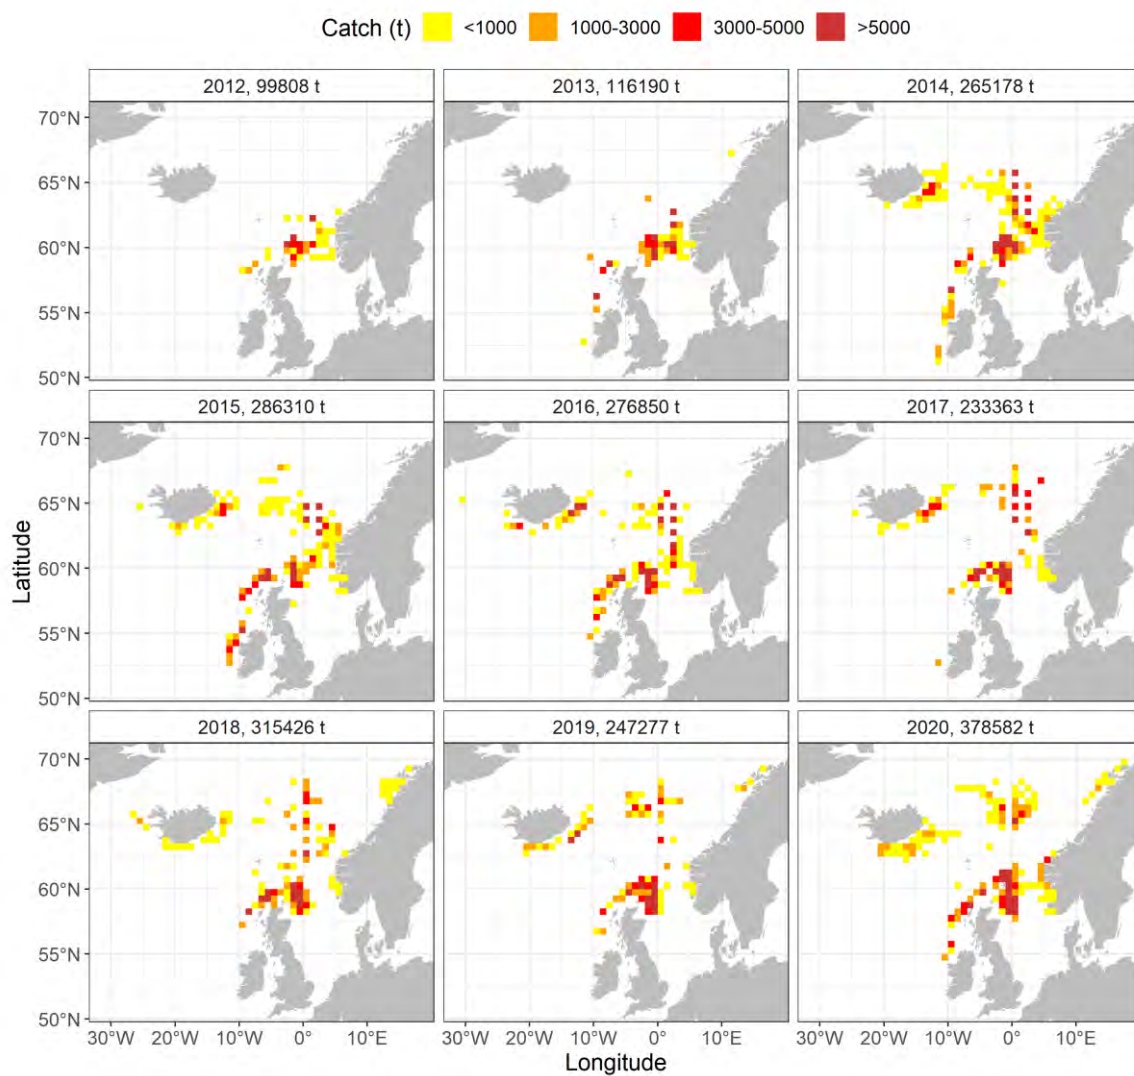 Catch (t) <1000 1000-3000 3000-5000 >5000
2012, 99808 t 2013, 116190 t 2014, 265178 t
70°N
65°N
60°N
55°N
50°N
2015, 286310 t 2016, 276850 t 2017, 233363 t
70°N
65°N
60°N
55°N
50°N
2018, 315426 t 2019, 247277 t 2020, 378582 t
70°N
65°N
60°N
55°N
50°N
Latitude
30°W 20°W 10°W 0° 10°E 30°W 20°W 10°W 0° 10°E 30°W 20°W 10°W 0° 10°E
Longitude